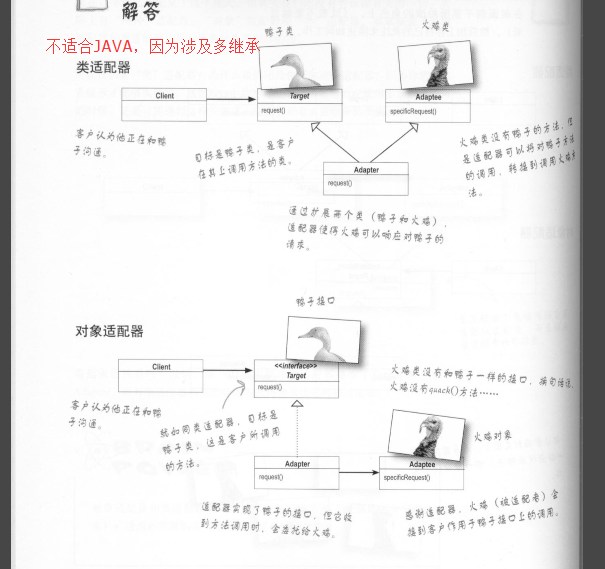 解答
不适合JAVA，因为涉及多继承
鸭子类
火鸡类
类适配器
Client
Target
request()
Adaptee
specificRequest()
客户认为他正在和鸭
子沟通。
目标是鸭子类，是客户
在其上调用方法的类。
火鸡类没有鸭子的方法，但
是适配器可以将对鸭子方法
的调用，转接到调用火鸡的方
法。
Adapter
request()
通过扩展两个类（鸭子和火鸡），
适配器使得火鸡可以响应对鸭子的
请求。
鸭子接口
对象适配器
Client
<<interface>>
Target
request()
火鸡类没有和鸭子一样的接口，换句话说，
火鸡没有quack()方法……
客户认为他正在和鸭
子沟通。
就如同类适配器，目标是
鸭子类，这是客户所调用
的方法。
火鸡对象
Adapter
request()
Adaptee
specificRequest()
适配器实现了鸭子的接口，但它收
到方法调用时，会委托给火鸡。
感谢适配器，火鸡（被适配者）会
接到客户作用于鸭子接口上的调用。